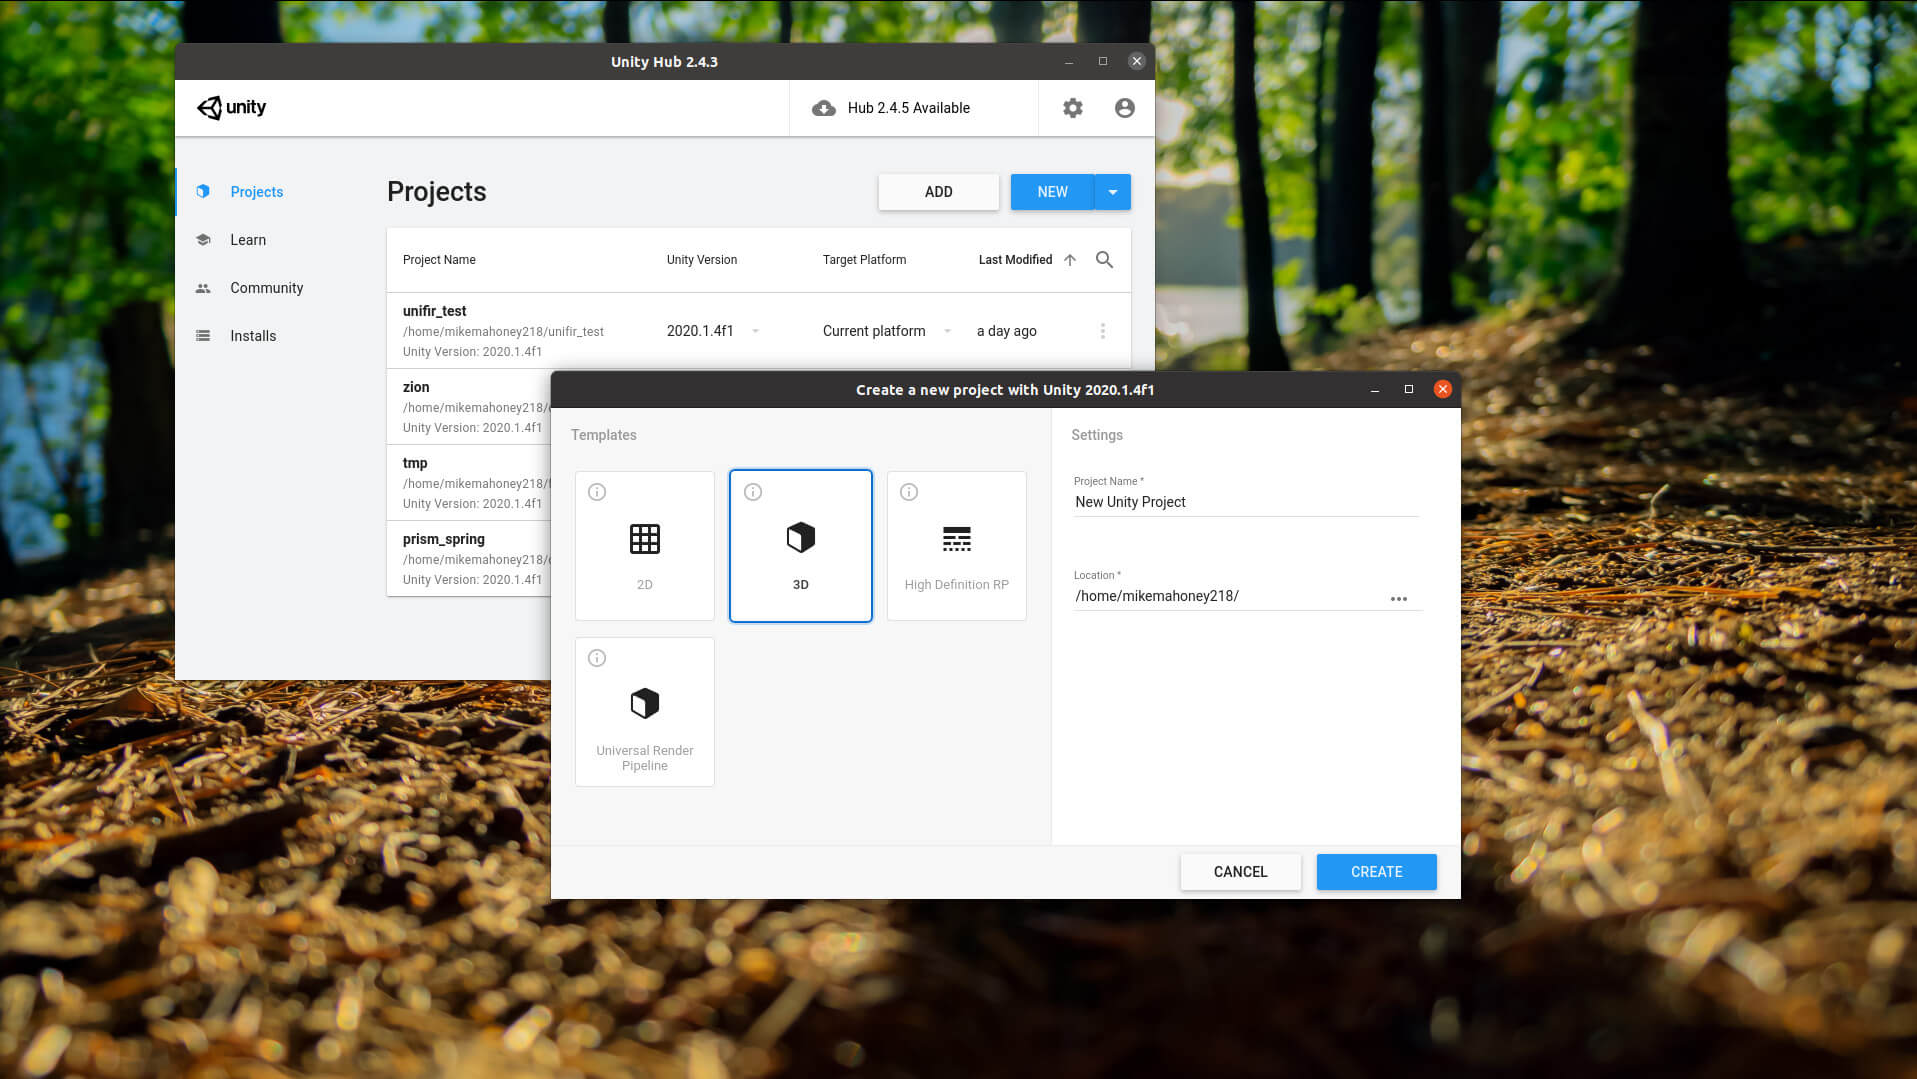 Unity Hub 2.4.3
unity
Hub 2.4.5 Available
Projects
Learn
Community
Installs
Projects
ADD
NEW
Project Name
Unity Version
Target Platform
Last Modified
unifir_test
/home/mikemahoney218/unifir_test
Unity Version: 2020.1.4f1
2020.1.4f1
Current platform
a day ago
zion
/home/mikemahoney218/
Unity Version: 2020.1.4f1
tmp
/home/mikemahoney218/
Unity Version: 2020.1.4f1
prism_spring
/home/mikemahoney218/
Unity Version: 2020.1.4f1
Create a new project with Unity 2020.1.4f1
Templates
2D
3D
High Definition RP
Universal Render
Pipeline
Settings
Project Name *
New Unity Project
Location *
/home/mikemahoney218/
CANCEL
CREATE